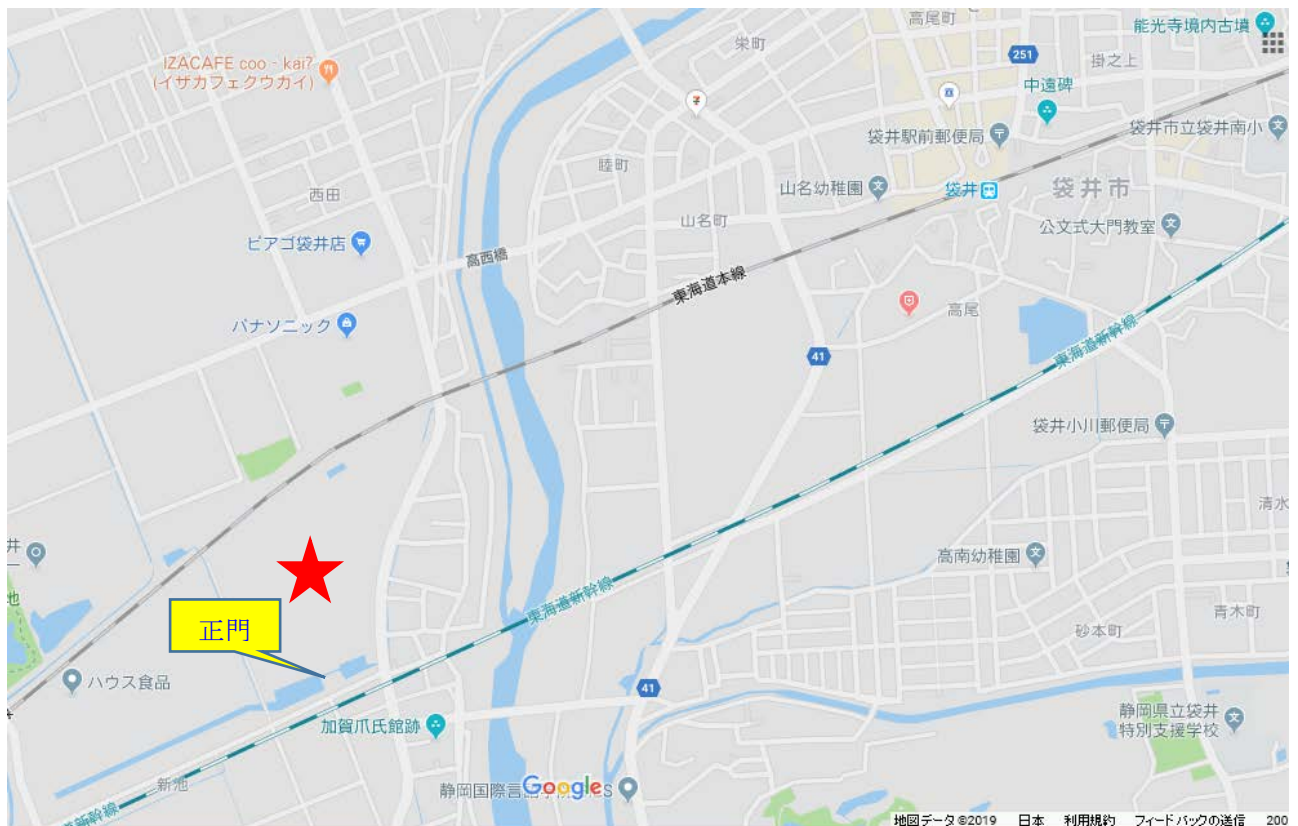 高尾町
能光寺境内古墳
栄町
251
掛之上
IZACAFE coo - kai?
(イザカフェクウカイ)
中遠碑
袋井駅前郵便局
袋井市立袋井南小
睦町
西田
山名幼稚園
袋井
袋井市
山名町
公文式大門教室
ピアゴ袋井店
高西橋
東海道本線
高尾
パナソニック
41
東海道新幹線
袋井小川郵便局
清水
井
高南幼稚園
池
東海道新幹線
青木町
正門
砂本町
ハウス食品
41
静岡県立袋井
特別支援学校
加賀爪氏館跡
新池
静岡国際言語
Google
S
道新幹線
地図データ ©2019 日本 利用規約 フィードバックの送信 200